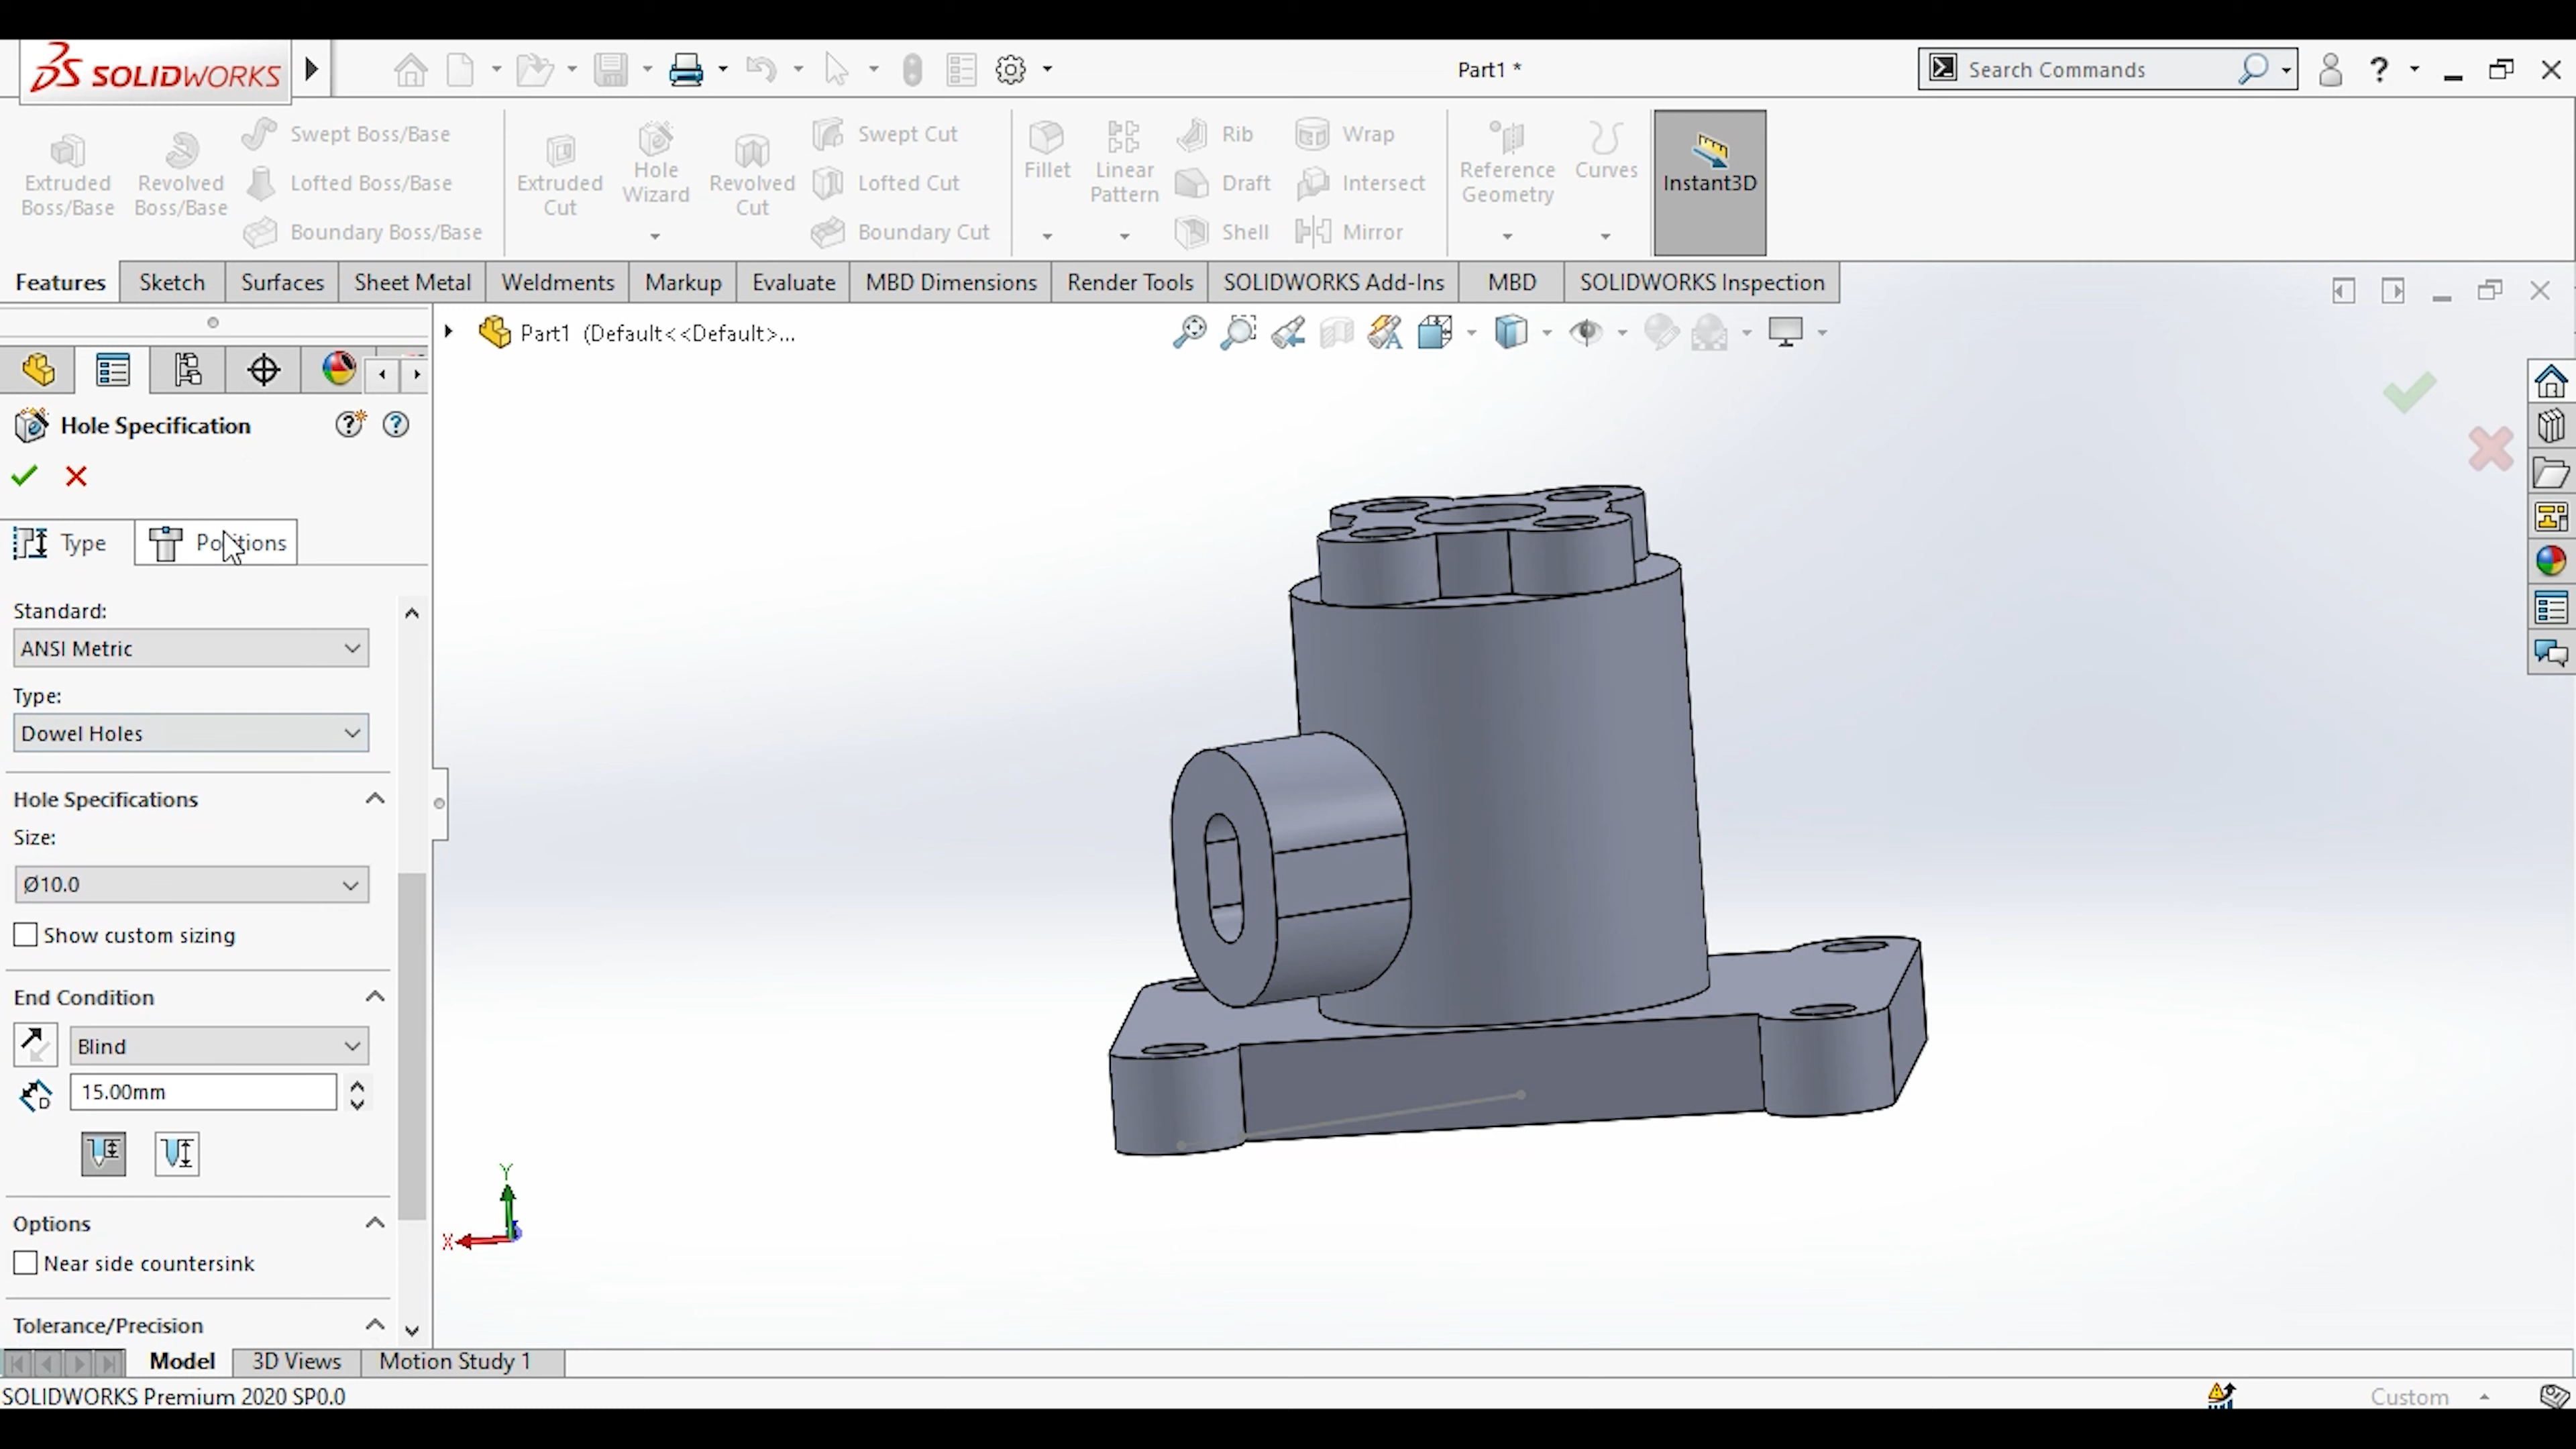 SOLIDWORKS
Part1 *
Search Commands
Extruded Boss/Base
Revolved Boss/Base
Swept Boss/Base
Lofted Boss/Base
Boundary Boss/Base
Extruded Cut
Hole Wizard
Revolved Cut
Swept Cut
Lofted Cut
Boundary Cut
Fillet
Linear Pattern
Rib
Draft
Shell
Wrap
Intersect
Mirror
Reference Geometry
Curves
Instant3D
Features Sketch Surfaces Sheet Metal Weldments Markup Evaluate MBD Dimensions Render Tools SOLIDWORKS Add-Ins MBD SOLIDWORKS Inspection
Part1 (Default<<Default>...
Hole Specification
Type Positions
Standard:
ANSI Metric
Type:
Dowel Holes
Hole Specifications
Size:
Ø10.0
Show custom sizing
End Condition
Blind
15.00mm
Options
Near side countersink
Tolerance/Precision
Y
X
Model 3D Views Motion Study 1
SOLIDWORKS Premium 2020 SP0.0
Custom